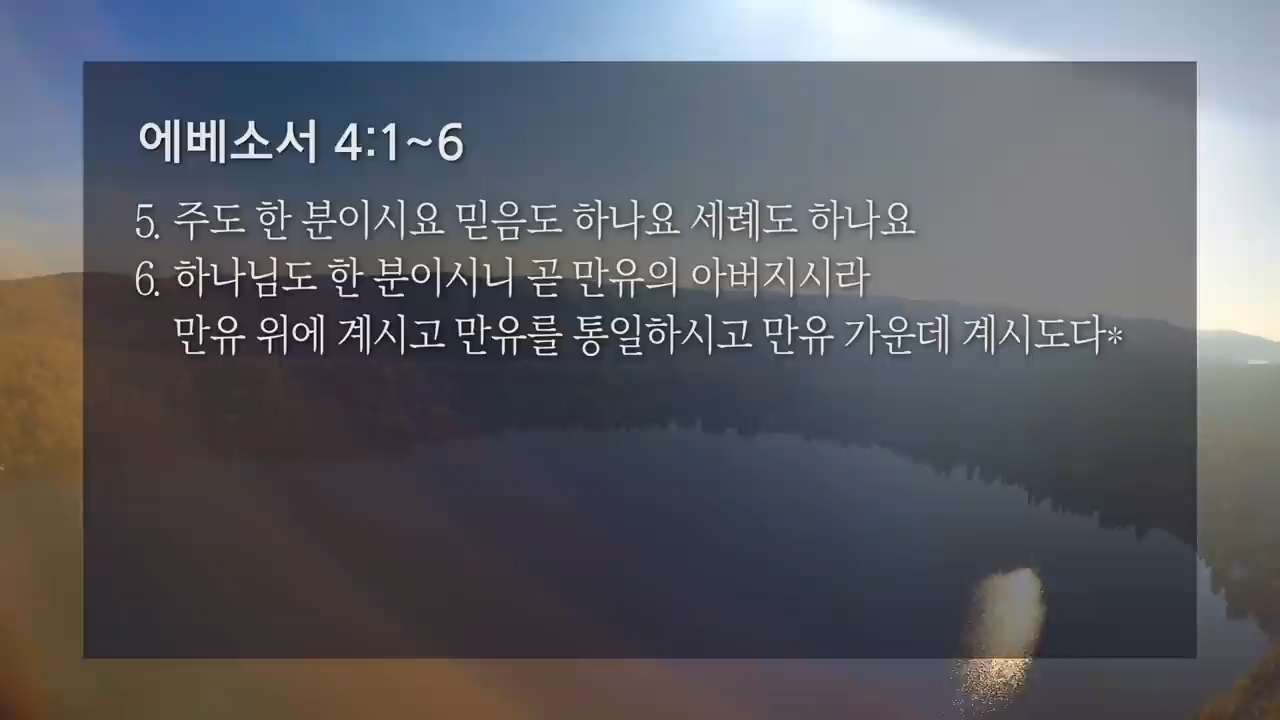 에베소서 4:1~6
5. 주도 한 분이시요 믿음도 하나요 세례도 하나요
6. 하나님도 한 분이시니 곧 만유의 아버지시라
만유 위에 계시고 만유를 통일하시고 만유 가운데 계시도다*